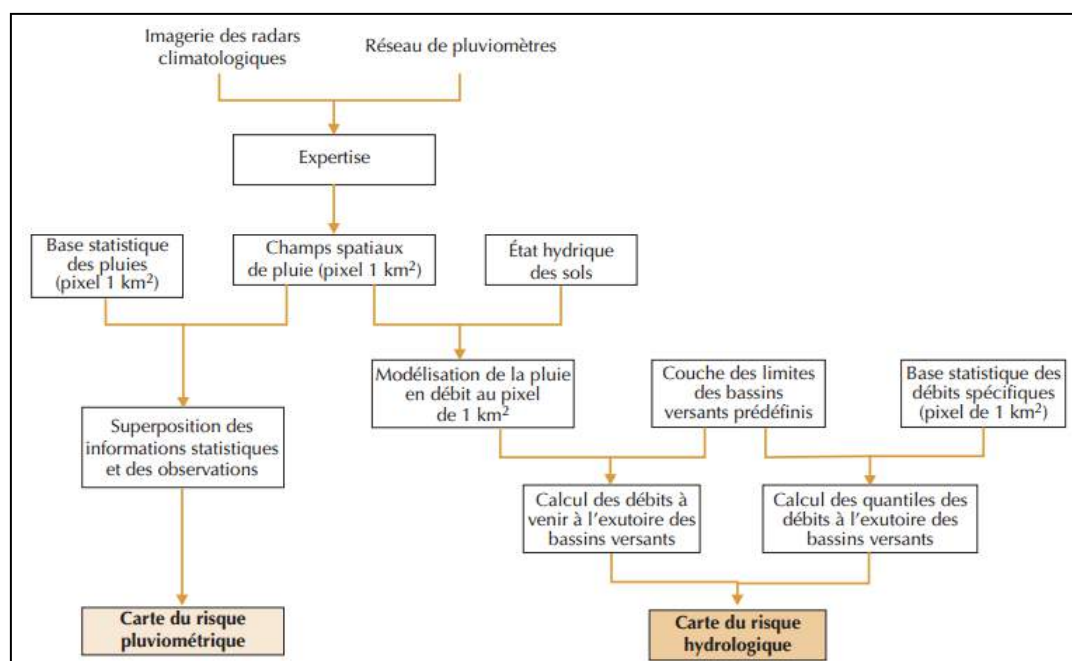 Imagerie des radars
climatologiques
Réseau de pluviomètres
Expertise
Base statistique
des pluies
(pixel 1 km²)
Champs spatiaux
de pluie (pixel 1 km²)
État hydrique
des sols
Modélisation de la pluie
en débit au pixel
de 1 km²
Couche des limites
des bassins
versants prédéfinis
Base statistique des
débits spécifiques
(pixel de 1 km²)
Superposition des
informations statistiques
et des observations
Calcul des débits à
venir à l’exutoire des
bassins versants
Calcul des quantiles des
débits à l’exutoire des
bassins versants
Carte du risque
pluviométrique
Carte du risque
hydrologique